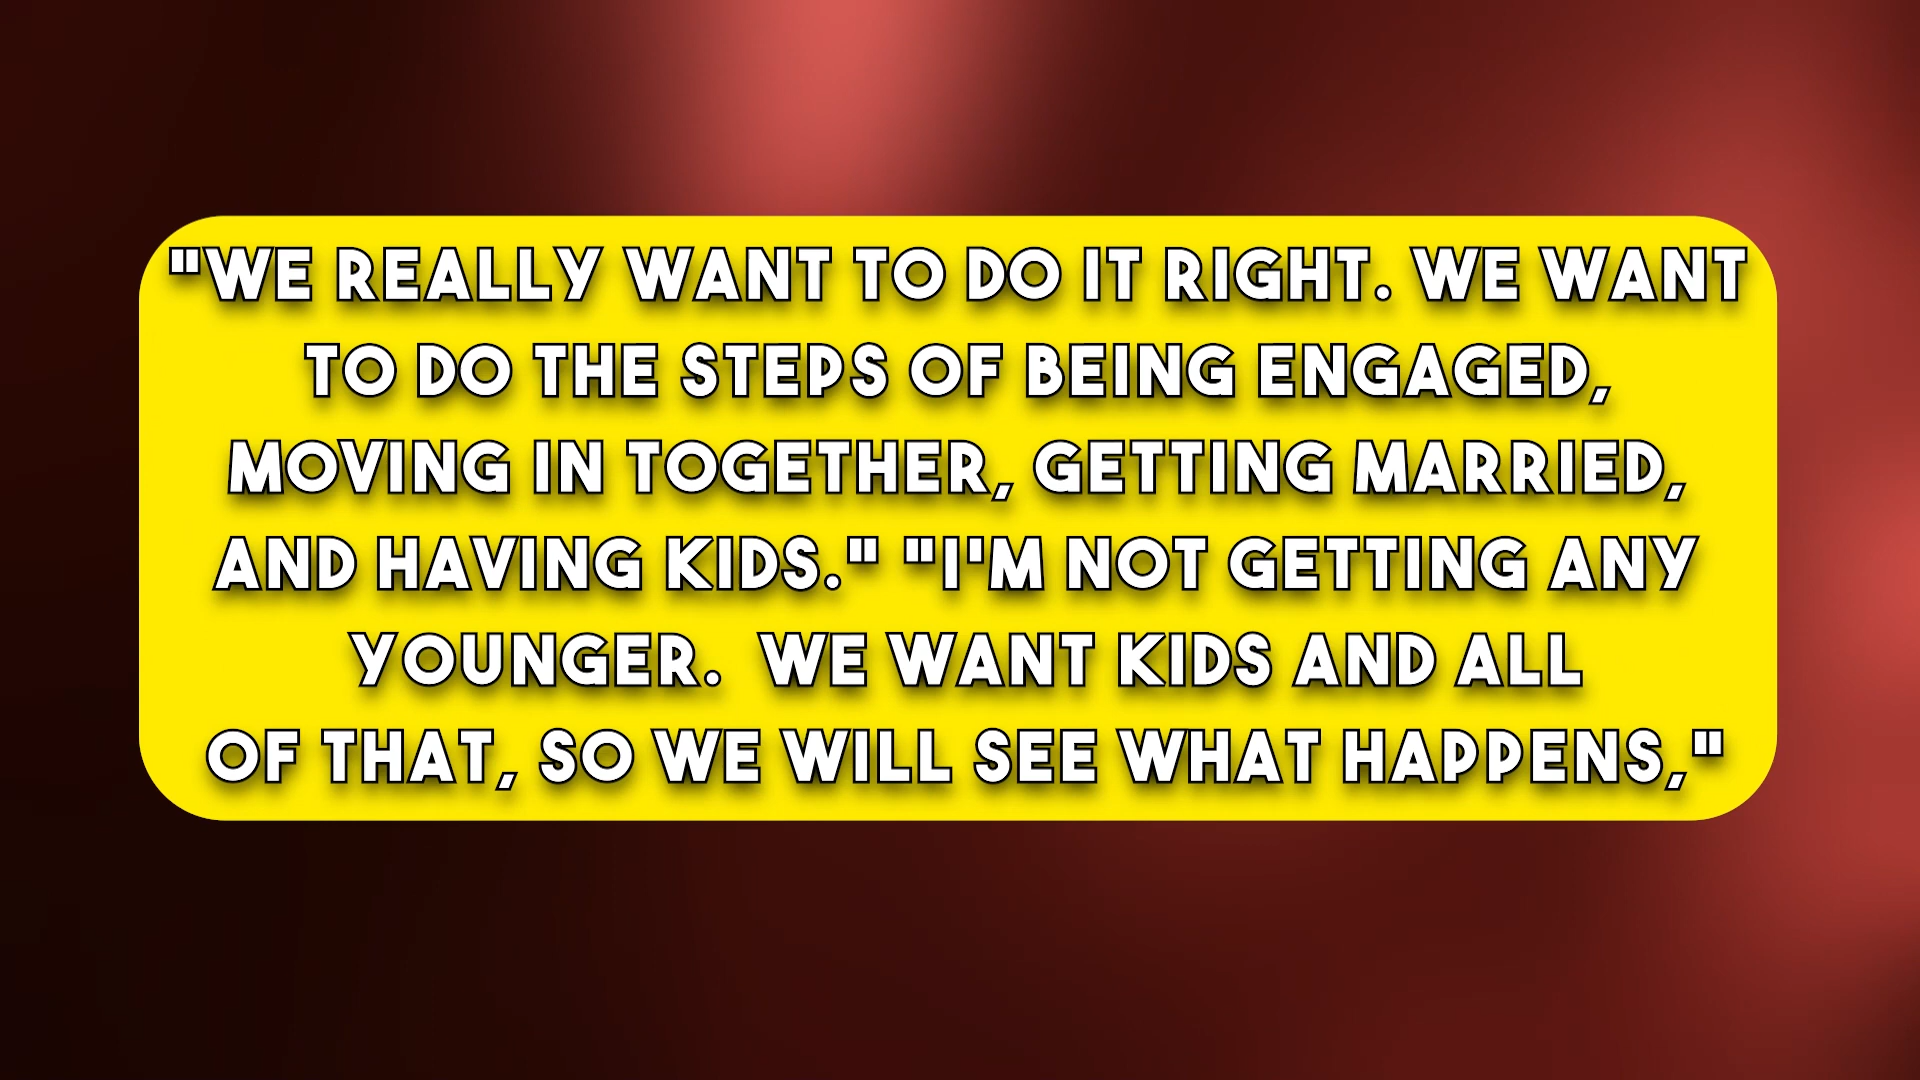 "WE REALLY WANT TO DO IT RIGHT. WE WANT
TO DO THE STEPS OF BEING ENGAGED,
MOVING IN TOGETHER, GETTING MARRIED,
AND HAVING KIDS." "I'M NOT GETTING ANY
YOUNGER.  WE WANT KIDS AND ALL
OF THAT, SO WE WILL SEE WHAT HAPPENS,"